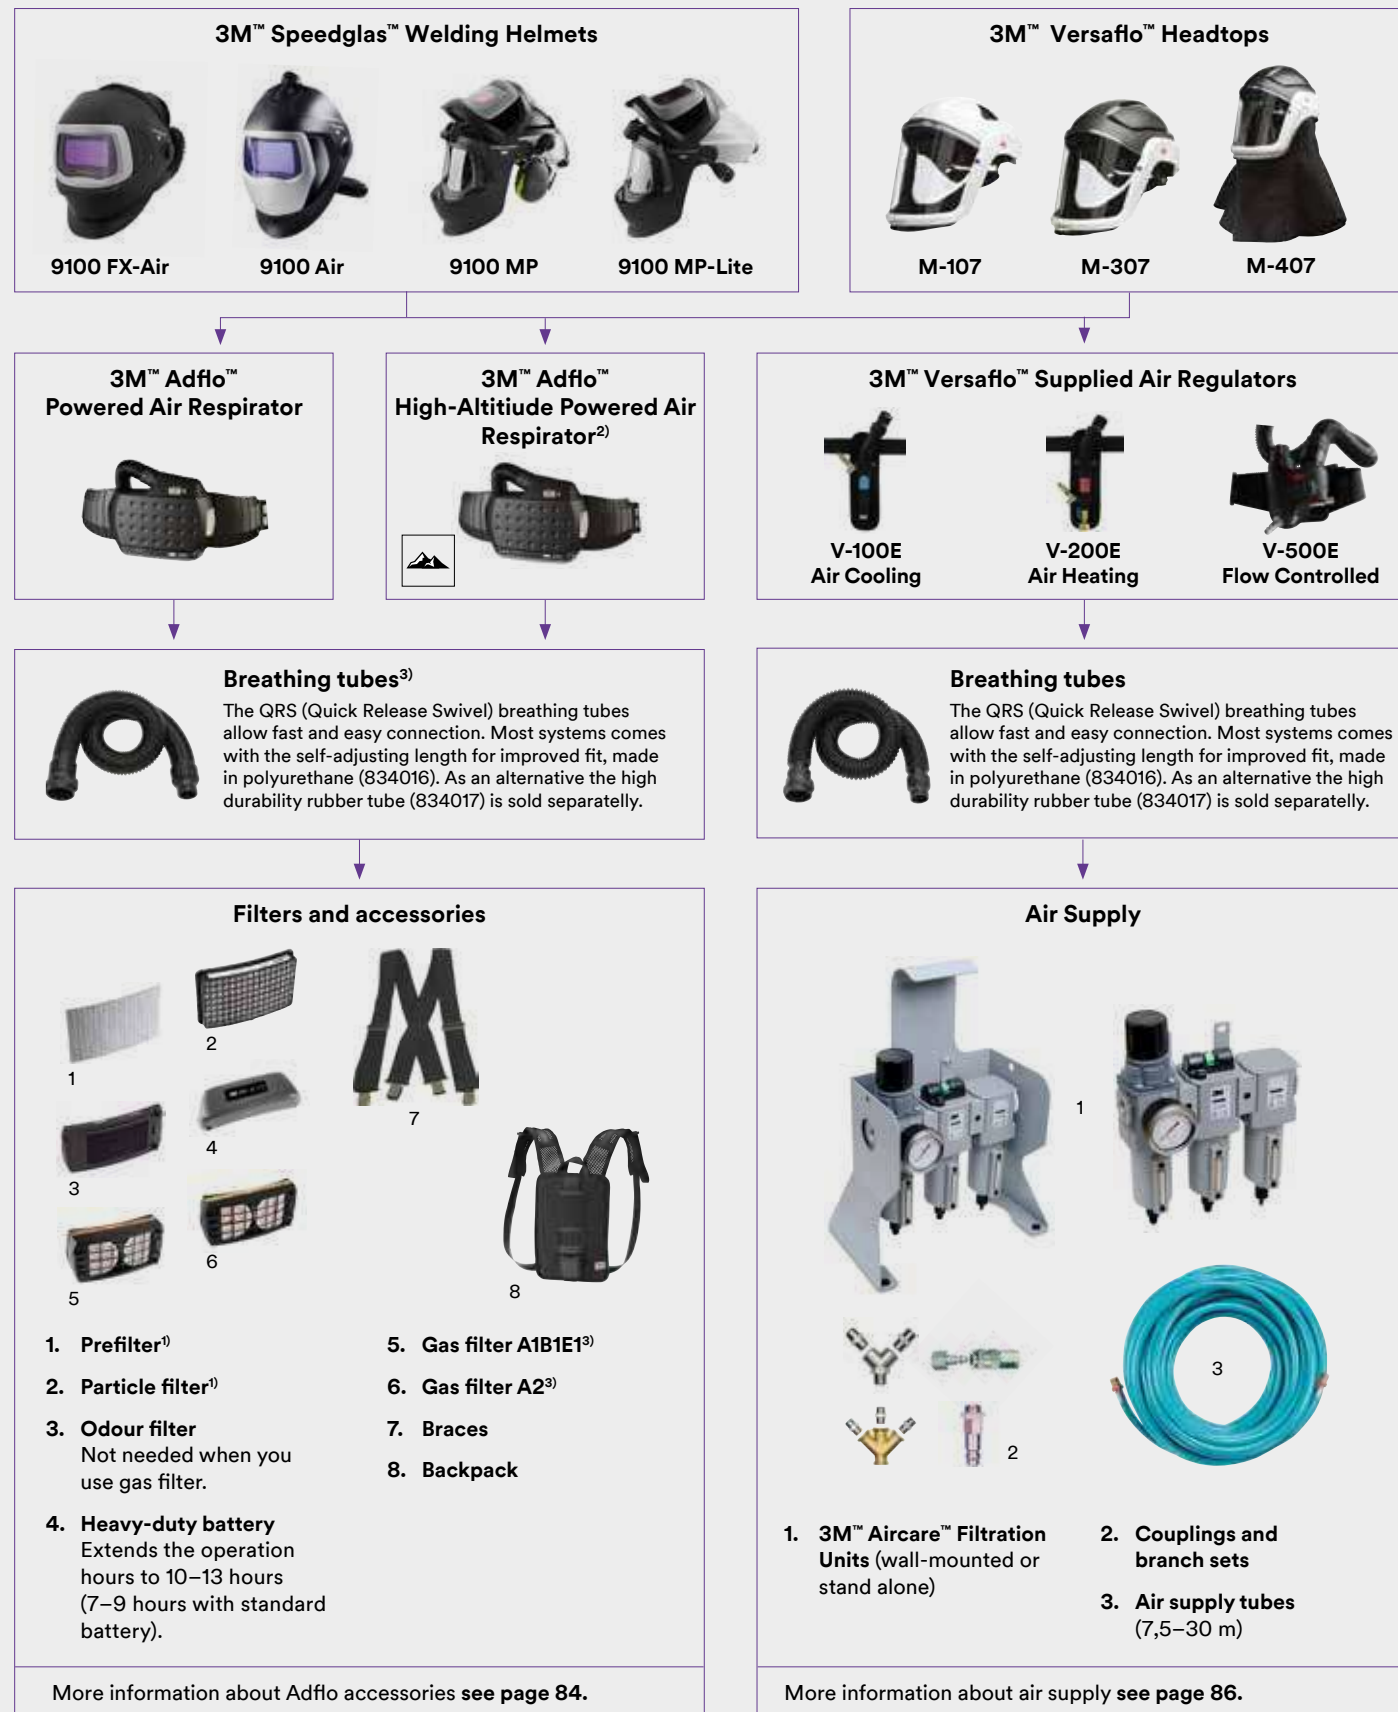 3M™ Speedglas™ Welding Helmets
9100 FX-Air
9100 Air
9100 MP
9100 MP-Lite
3M™ Versaflo™ Headtops
M-107
M-307
M-407
3M™ Adflo™
Powered Air Respirator
3M™ Adflo™
High-Altitiude Powered Air
Respirator2)
3M™ Versaflo™ Supplied Air Regulators
V-100E
Air Cooling
V-200E
Air Heating
V-500E
Flow Controlled
Breathing tubes3)
The QRS (Quick Release Swivel) breathing tubes
allow fast and easy connection. Most systems comes
with the self-adjusting length for improved fit, made
in polyurethane (834016). As an alternative the high
durability rubber tube (834017) is sold separatelly.
Breathing tubes
The QRS (Quick Release Swivel) breathing tubes
allow fast and easy connection. Most systems comes
with the self-adjusting length for improved fit, made
in polyurethane (834016). As an alternative the high
durability rubber tube (834017) is sold separatelly.
Filters and accessories
1
2
3
4
5
6
7
8
1. Prefilter1)
2. Particle filter1)
3. Odour filter
Not needed when you
use gas filter.
4. Heavy-duty battery
Extends the operation
hours to 10–13 hours
(7–9 hours with standard
battery).
5. Gas filter A1B1E13)
6. Gas filter A23)
7. Braces
8. Backpack
More information about Adflo accessories see page 84.
Air Supply
1
2
3
1. 3M™ Aircare™ Filtration
Units (wall-mounted or
stand alone)
2. Couplings and
branch sets
3. Air supply tubes
(7,5–30 m)
More information about air supply see page 86.